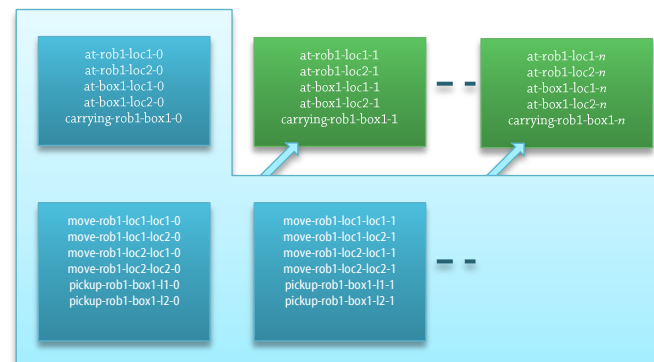 at-rob1-loc1-0
at-rob1-loc2-0
at-box1-loc1-0
at-box1-loc2-0
carrying-rob1-box1-0
at-rob1-loc1-1
at-rob1-loc2-1
at-box1-loc1-1
at-box1-loc2-1
carrying-rob1-box1-1
at-rob1-loc1-n
at-rob1-loc2-n
at-box1-loc1-n
at-box1-loc2-n
carrying-rob1-box1-n
move-rob1-loc1-loc1-0
move-rob1-loc1-loc2-0
move-rob1-loc2-loc1-0
move-rob1-loc2-loc2-0
pickup-rob1-box1-l1-0
pickup-rob1-box1-l2-0
move-rob1-loc1-loc1-1
move-rob1-loc1-loc2-1
move-rob1-loc2-loc1-1
move-rob1-loc2-loc2-1
pickup-rob1-box1-l1-1
pickup-rob1-box1-l2-1